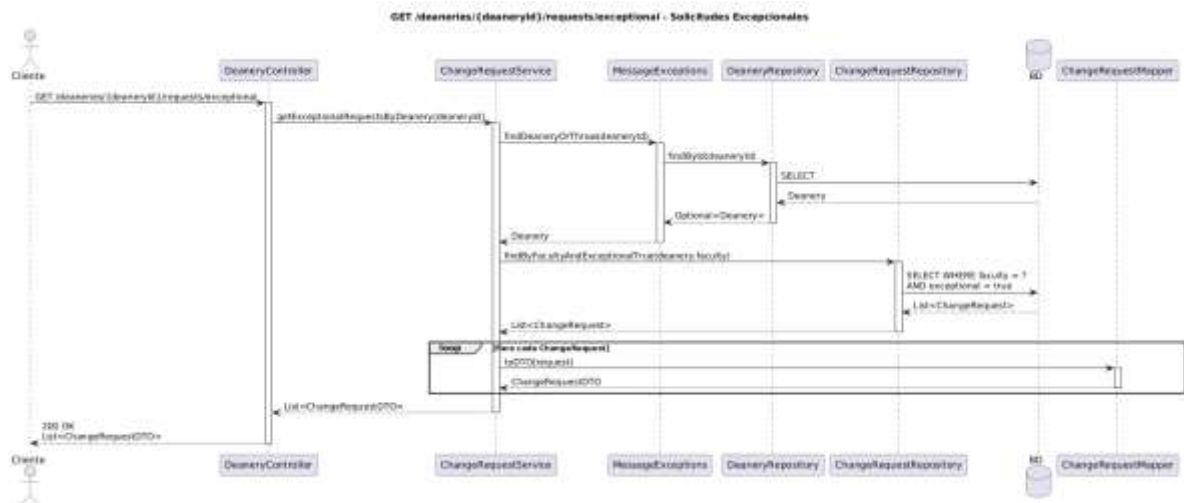 GET /deaneries/{deaneryId}/requests/exceptional - Solicitudes Excepcionales
Cliente
DeaneryController
ChangeRequestService
MessageExceptions
DeaneryRepository
ChangeRequestRepository
BD
ChangeRequestMapper
GET /deaneries/{deaneryId}/requests/exceptional
getExceptionalRequestsByDeanery(deaneryId)
findDeaneryOrThrow(deaneryId)
findById(deaneryId)
SELECT
Deanery
Optional<Deanery>
Deanery
findByFacultyAndExceptionalTrue(deanery.faculty)
SELECT WHERE faculty = ?
AND exceptional = true
List<ChangeRequest>
List<ChangeRequest>
loop
[Para cada ChangeRequest]
toDTO(request)
ChangeRequestDTO
List<ChangeRequestDTO>
200 OK
List<ChangeRequestDTO>
Cliente
DeaneryController
ChangeRequestService
MessageExceptions
DeaneryRepository
ChangeRequestRepository
BD
ChangeRequestMapper